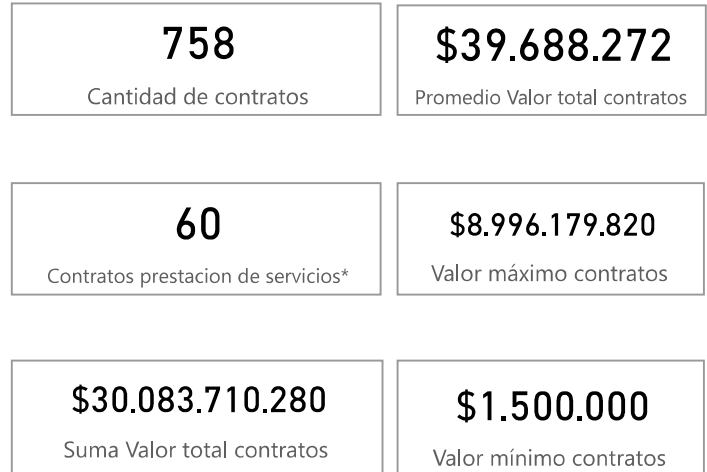 758
Cantidad de contratos
$39.688.272
Promedio Valor total contratos
60
Contratos prestacion de servicios*
$8.996.179.820
Valor máximo contratos
$30.083.710.280
Suma Valor total contratos
$1.500.000
Valor mínimo contratos